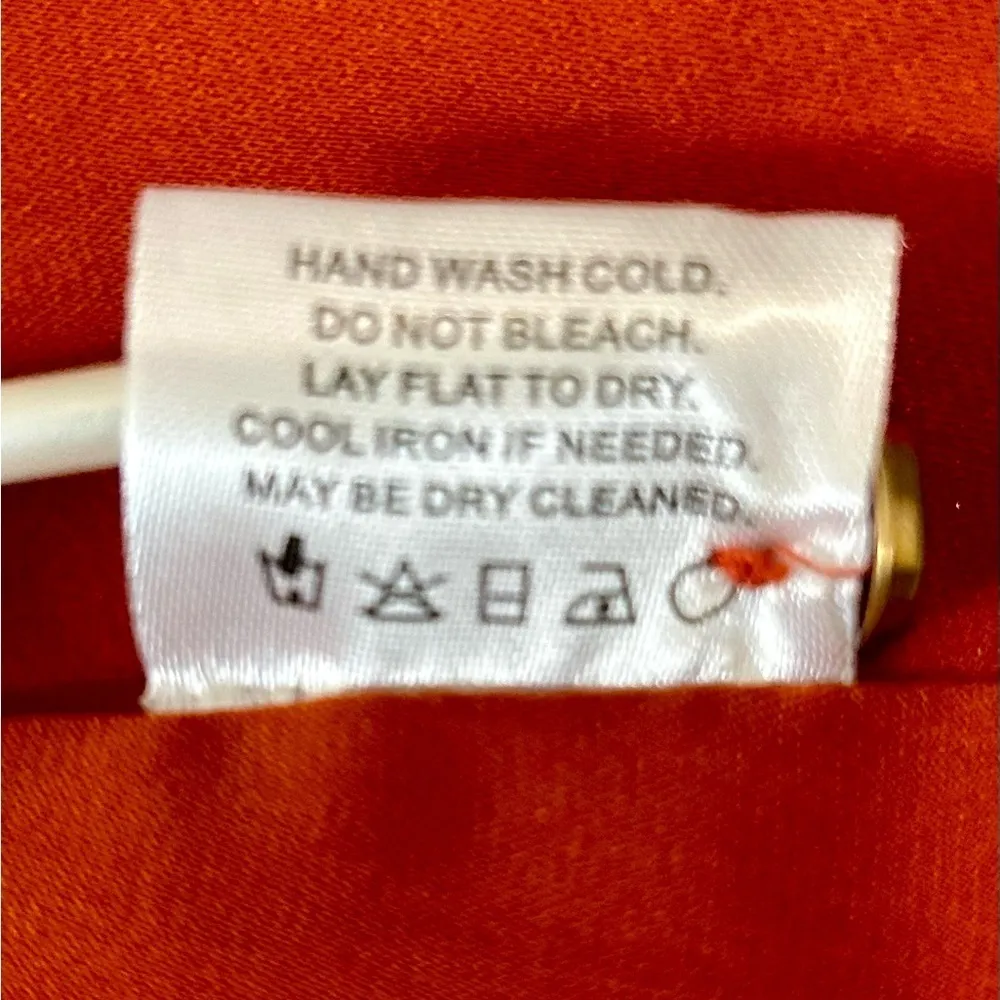 HAND WASH COLD.
DO NOT BLEACH.
LAY FLAT TO DRY.
COOL IRON IF NEEDED.
MAY BE DRY CLEANED.